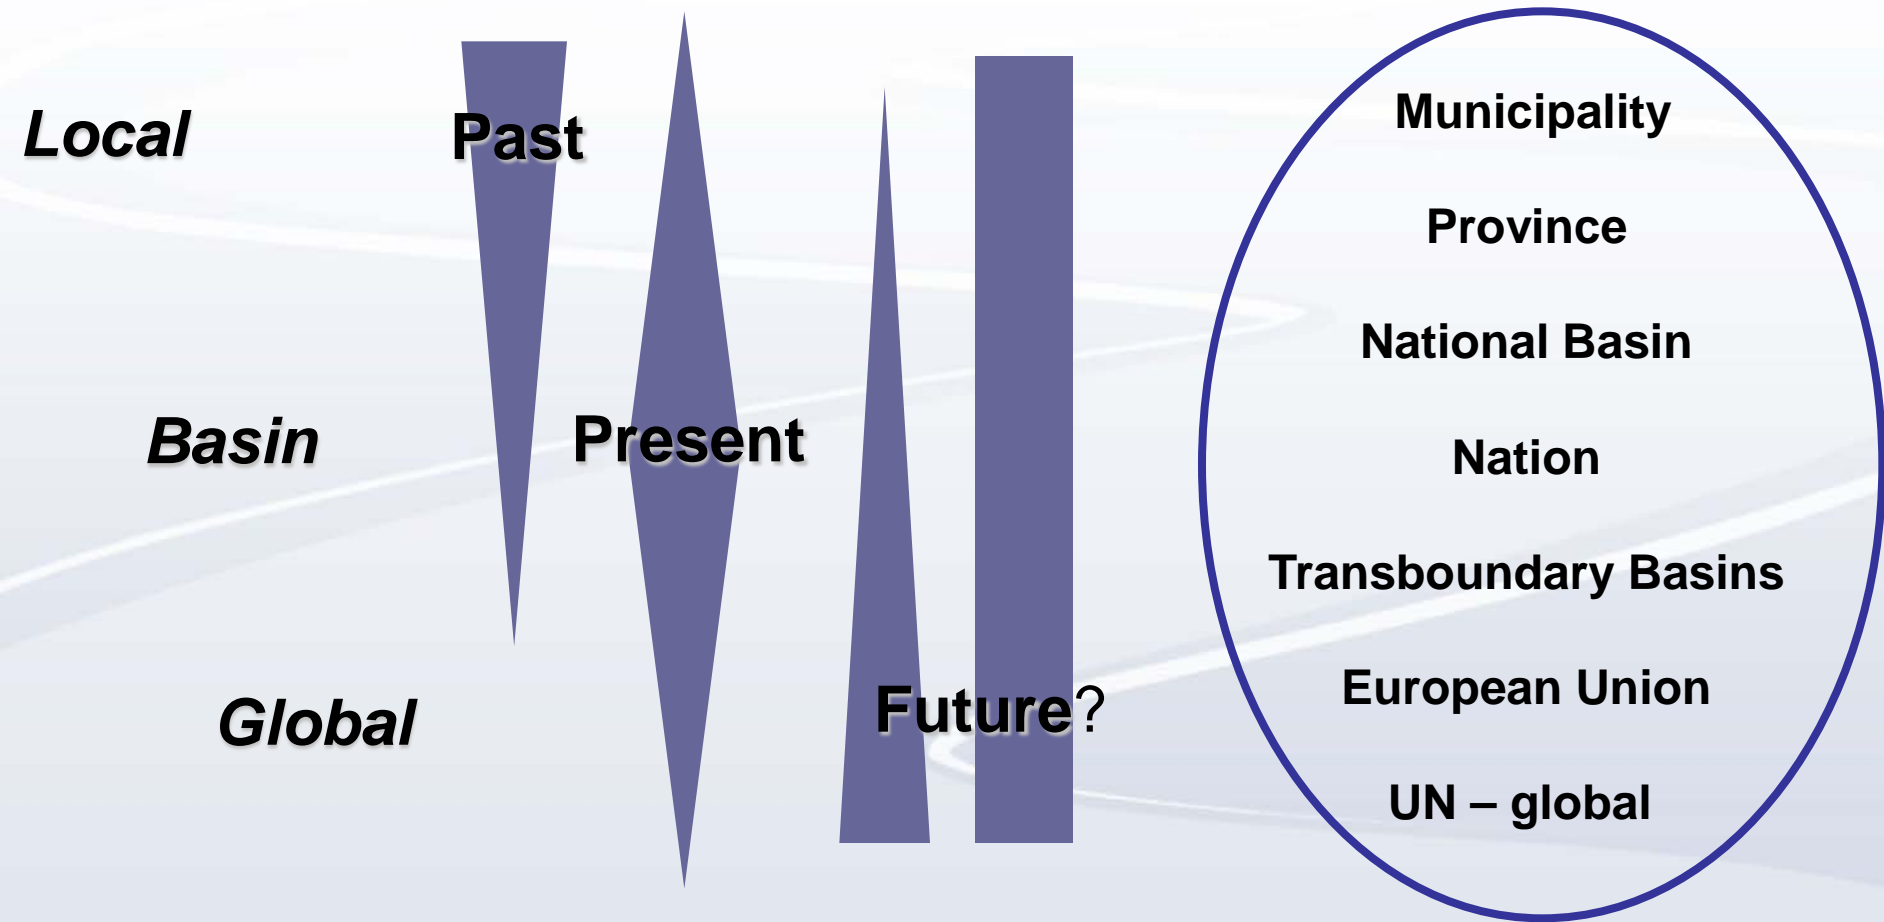 Local
Past
Basin
Present
Global
Future?
Municipality
Province
National Basin
Nation
Transboundary Basins
European Union
UN – global